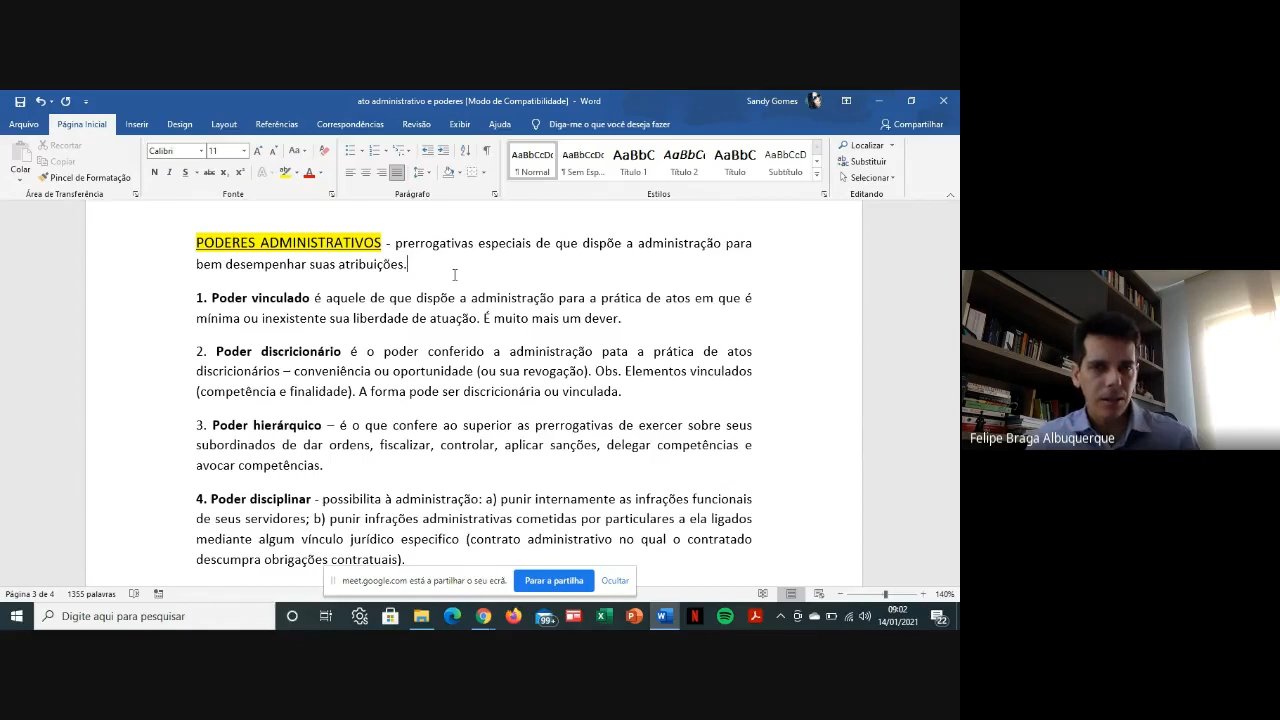 ato administrativo e poderes [Modo de Compatibilidade] - Word
Sandy Gomes
Arquivo Página Inicial Inserir Design Layout Referências Correspondências Revisão Exibir Ajuda Diga-me o que você deseja fazer Compartilhar
Recortar
Copiar
Pincel de Formatação
Colar
Área de Transferência
Calibri 11
N I S abc x₂ x²
Fonte
Parágrafo
AaBbCcDc AaBbCcDc AaBbC AaBbCc AaBbC AaBbCcD
¶ Normal ¶ Sem Esp... Título 1 Título 2 Título Subtítulo
Estilos
Localizar
Substituir
Selecionar
Editando
PODERES ADMINISTRATIVOS - prerrogativas especiais de que dispõe a administração para
bem desempenhar suas atribuições.
1. Poder vinculado é aquele de que dispõe a administração para a prática de atos em que é
mínima ou inexistente sua liberdade de atuação. É muito mais um dever.
2. Poder discricionário é o poder conferido a administração pata a prática de atos
discricionários – conveniência ou oportunidade (ou sua revogação). Obs. Elementos vinculados
(competência e finalidade). A forma pode ser discricionária ou vinculada.
3. Poder hierárquico – é o que confere ao superior as prerrogativas de exercer sobre seus
subordinados de dar ordens, fiscalizar, controlar, aplicar sanções, delegar competências e
avocar competências.
4. Poder disciplinar - possibilita à administração: a) punir internamente as infrações funcionais
de seus servidores; b) punir infrações administrativas cometidas por particulares a ela ligados
mediante algum vínculo jurídico especifico (contrato administrativo no qual o contratado
descumpra obrigações contratuais).
meet.google.com está a partilhar o seu ecrã. Parar a partilha Ocultar
Página 3 de 4 1355 palavras 140%
Digite aqui para pesquisar
99+
09:02
14/01/2021
22
Felipe Braga Albuquerque